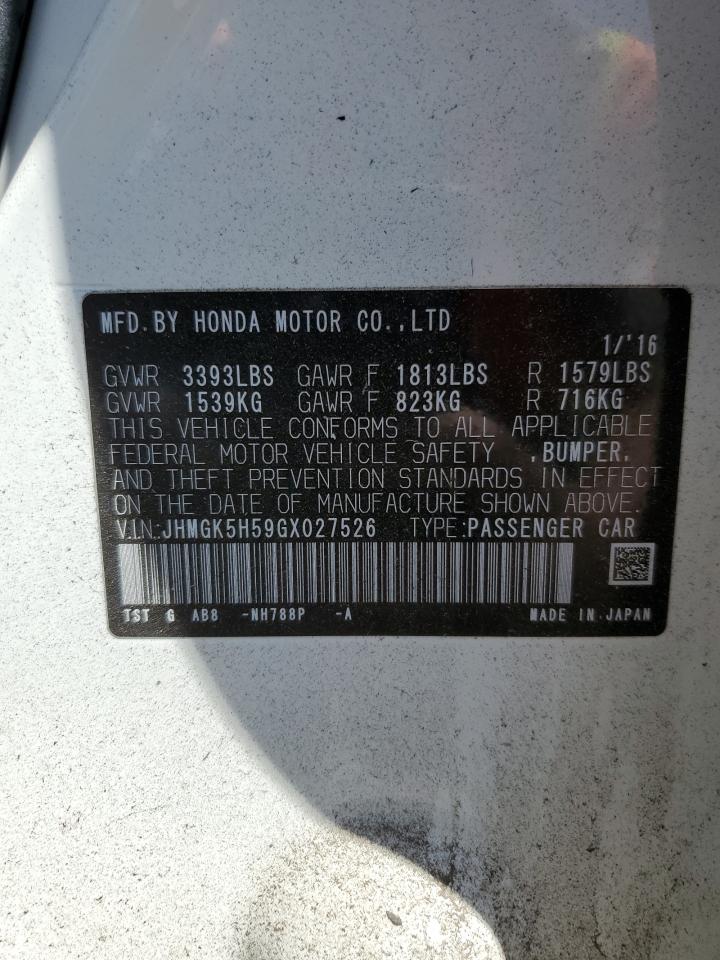 MFD.BY HONDA MOTOR CO.,LTD
1/'16
GVWR 3393LBS GAWR F 1813LBS R 1579LBS
GVWR 1539KG GAWR F 823KG R 716KG
THIS VEHICLE CONFORMS TO ALL APPLICABLE
FEDERAL MOTOR VEHICLE SAFETY ,BUMPER,
AND THEFT PREVENTION STANDARDS IN EFFECT
ON THE DATE OF MANUFACTURE SHOWN ABOVE.
V.I.N:JHMGK5H59GX027526 TYPE:PASSENGER CAR
TST G AB8 -NH788P -A MADE IN JAPAN